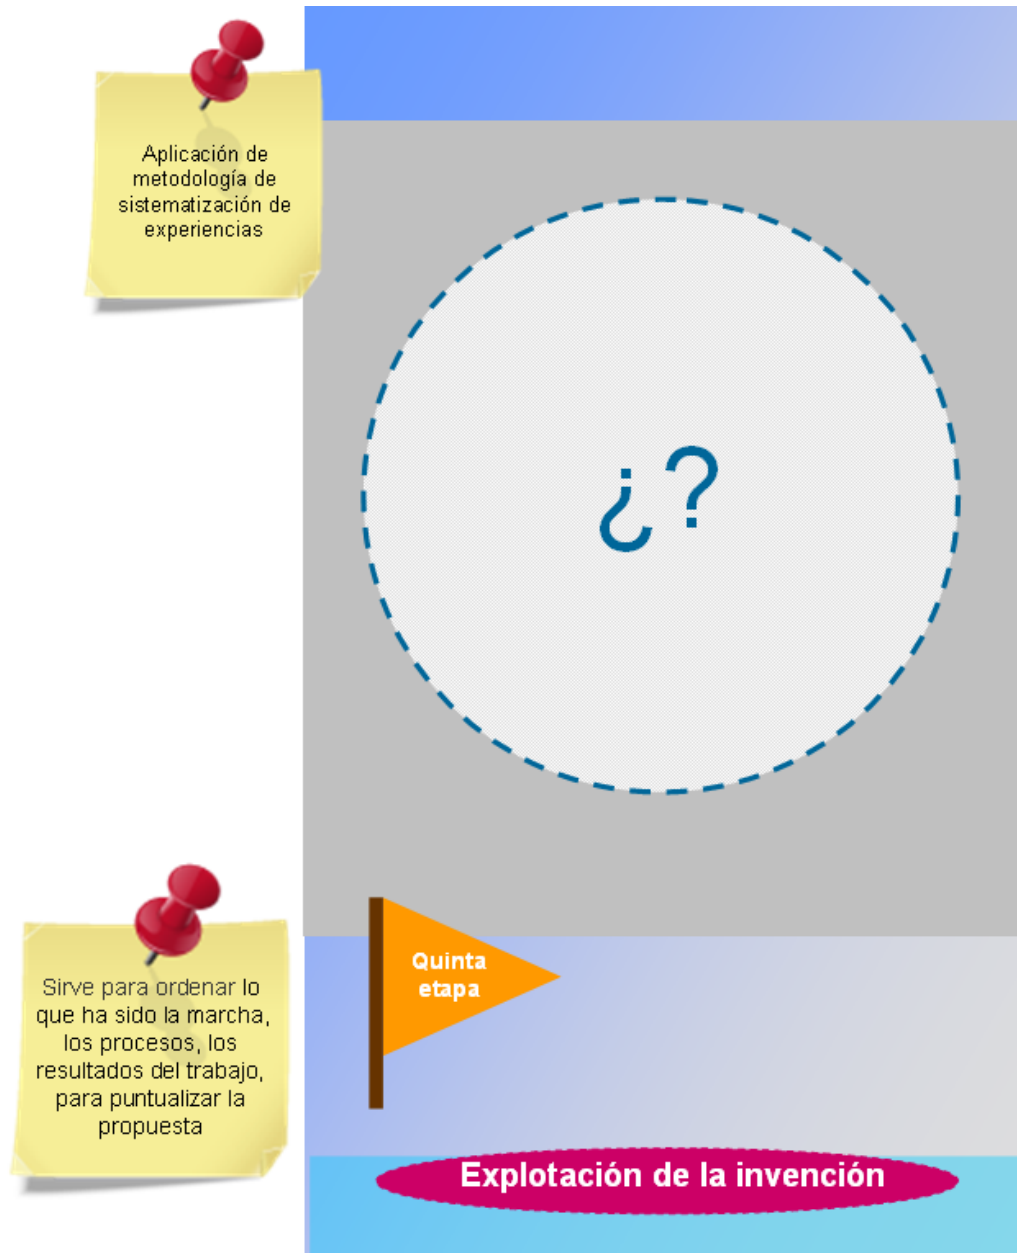 Aplicación de
metodología de
sistematización de
experiencias
¿?
Sirve para ordenar lo
que ha sido la marcha,
los procesos, los
resultados del trabajo,
para puntualizar la
propuesta
Quinta
etapa
Explotación de la invención